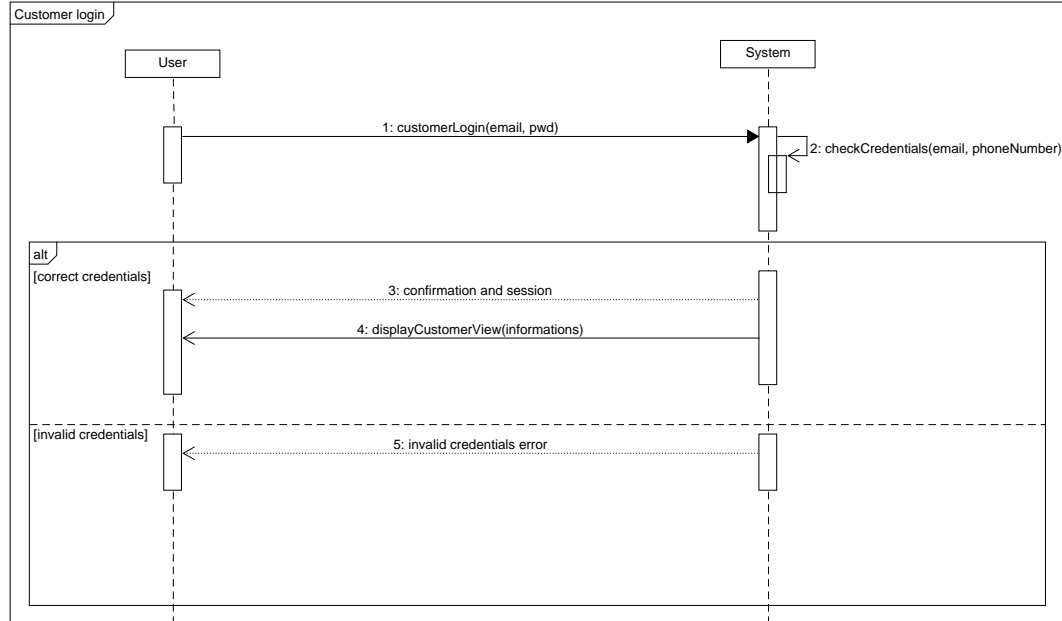 Customer login
User
System
1: customerLogin(email, pwd)
2: checkCredentials(email, phoneNumber)
alt
[correct credentials]
3: confirmation and session
4: displayCustomerView(informations)
[invalid credentials]
5: invalid credentials error